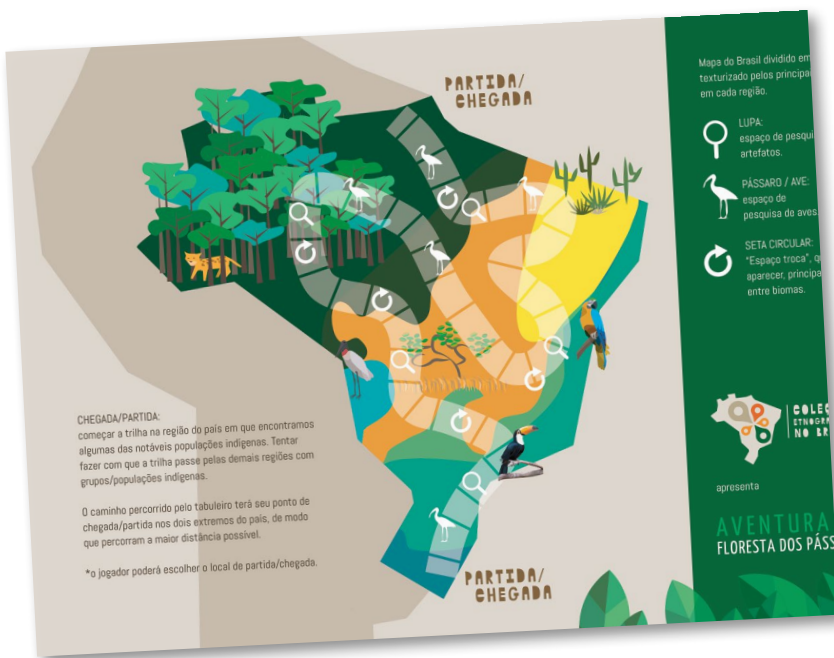 PARTIDA/
CHEGADA
CHEGADA/PARTIDA:
começar a trilha na região do país em que encontramos
algumas das notáveis populações indígenas. Tentar
fazer com que a trilha passe pelas demais regiões com
grupos/populações indígenas.
O caminho percorrido pelo tabuleiro terá seu ponto de
chegada/partida nos dois extremos do país, de modo
que percorram a maior distância possível.
*o jogador poderá escolher o local de partida/chegada.
PARTIDA/
CHEGADA
Mapa do Brasil dividido em
texturizado pelos
em cada região.
LUPA:
espaço de
artefatos.
PÁSSARO / AVE:
espaço de
pesquisa de aves.
SETA CIRCULAR:
"Espaço troca",
aparecer,
entre biomas.
NO
apresenta
AVENTURA
FLORESTA DOS